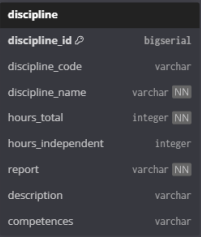 discipline
discipline_id bigserial
discipline_code varchar
discipline_name varchar NN
hours_total integer NN
hours_independent integer
report varchar NN
description varchar
competences varchar